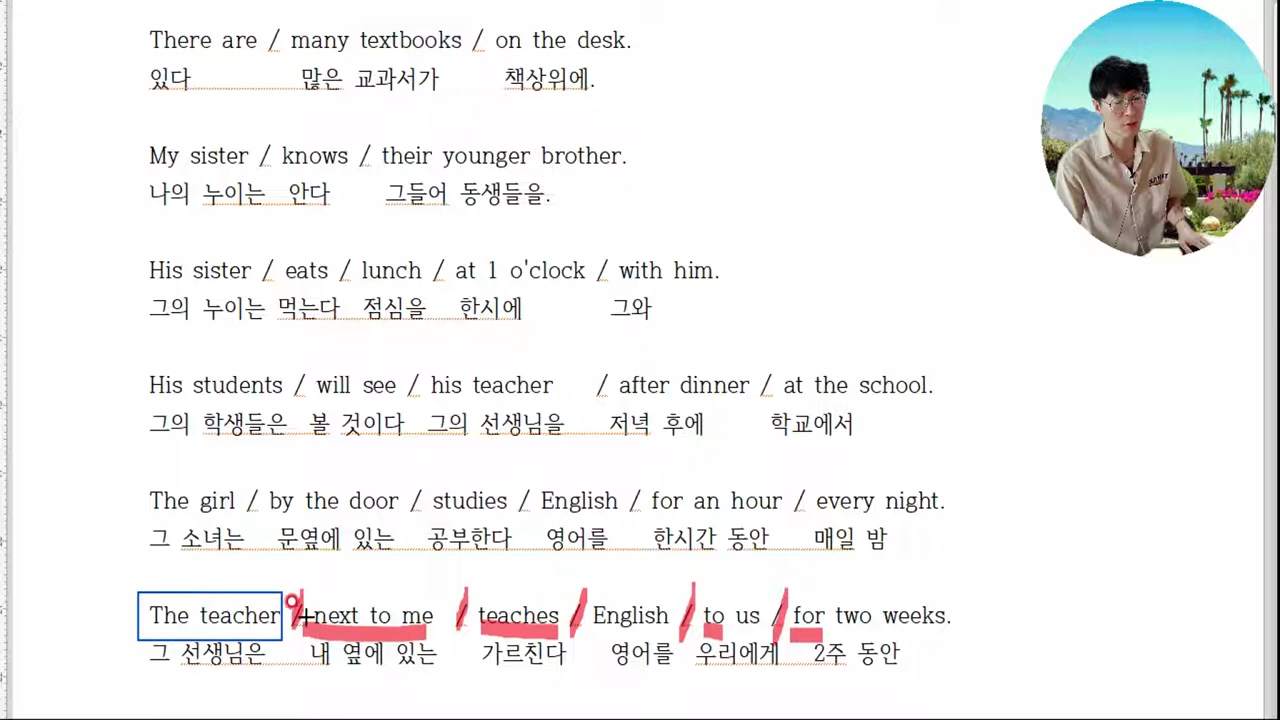 There are / many textbooks / on the desk.
있다 많은 교과서가 책상위에.
My sister / knows / their younger brother.
나의 누이는 안다 그들어 동생들을.
His sister / eats / lunch / at 1 o'clock / with him.
그의 누이는 먹는다 점심을 한시에 그와
His students / will see / his teacher / after dinner / at the school.
그의 학생들은 볼 것이다 그의 선생님을 저녁 후에 학교에서
The girl / by the door / studies / English / for an hour / every night.
그 소녀는 문옆에 있는 공부한다 영어를 한시간 동안 매일 밤
The teacher / next to me / teaches / English / to us / for two weeks.
그 선생님은 내 옆에 있는 가르친다 영어를 우리에게 2주 동안